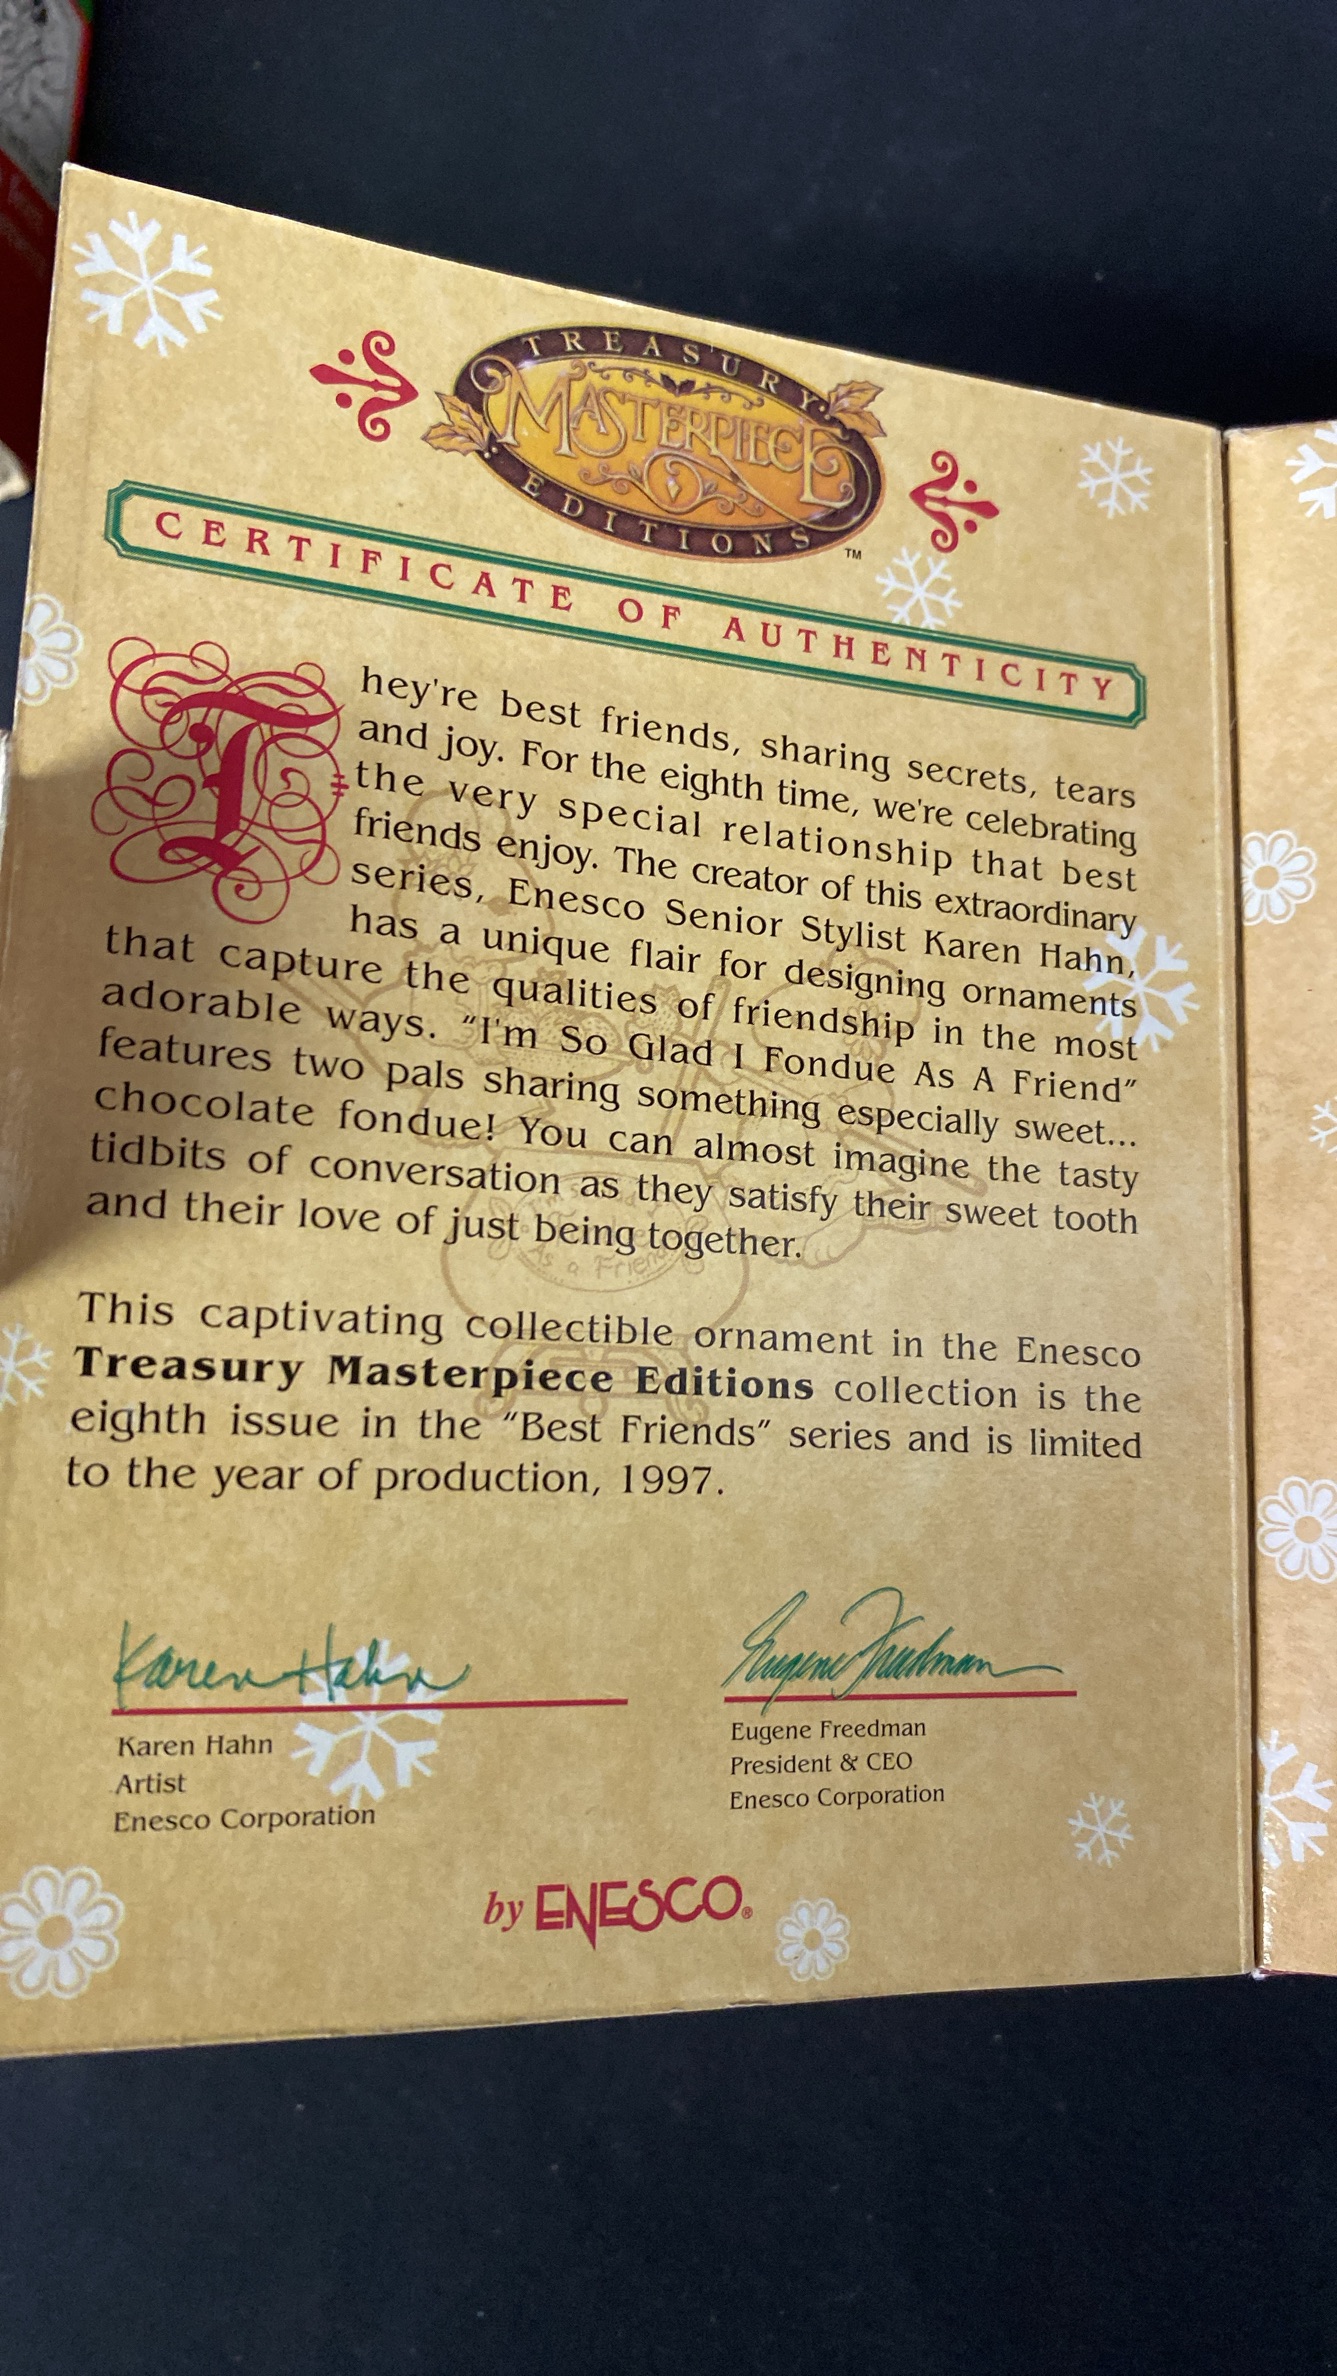 TREASURY
MASTERPIECE
EDITIONS
TM
CERTIFICATE OF AUTHENTICITY
They're best friends, sharing secrets, tears
and joy. For the eighth time, we're celebrating
the very special relationship that best
friends enjoy. The creator of this extraordinary
series, Enesco Senior Stylist Karen Hahn,
has a unique flair for designing ornaments
that capture the qualities of friendship in the most
adorable ways. "I'm So Glad I Fondue As A Friend"
features two pals sharing something especially sweet...
chocolate fondue! You can almost imagine the tasty
tidbits of conversation as they satisfy their sweet tooth
and their love of just being together.
As a Friend
This captivating collectible ornament in the Enesco
Treasury Masterpiece Editions collection is the
eighth issue in the "Best Friends" series and is limited
to the year of production, 1997.
Karen Hahn
Eugene Freedman
Karen Hahn
Artist
Enesco Corporation
Eugene Freedman
President & CEO
Enesco Corporation
by ENESCO®